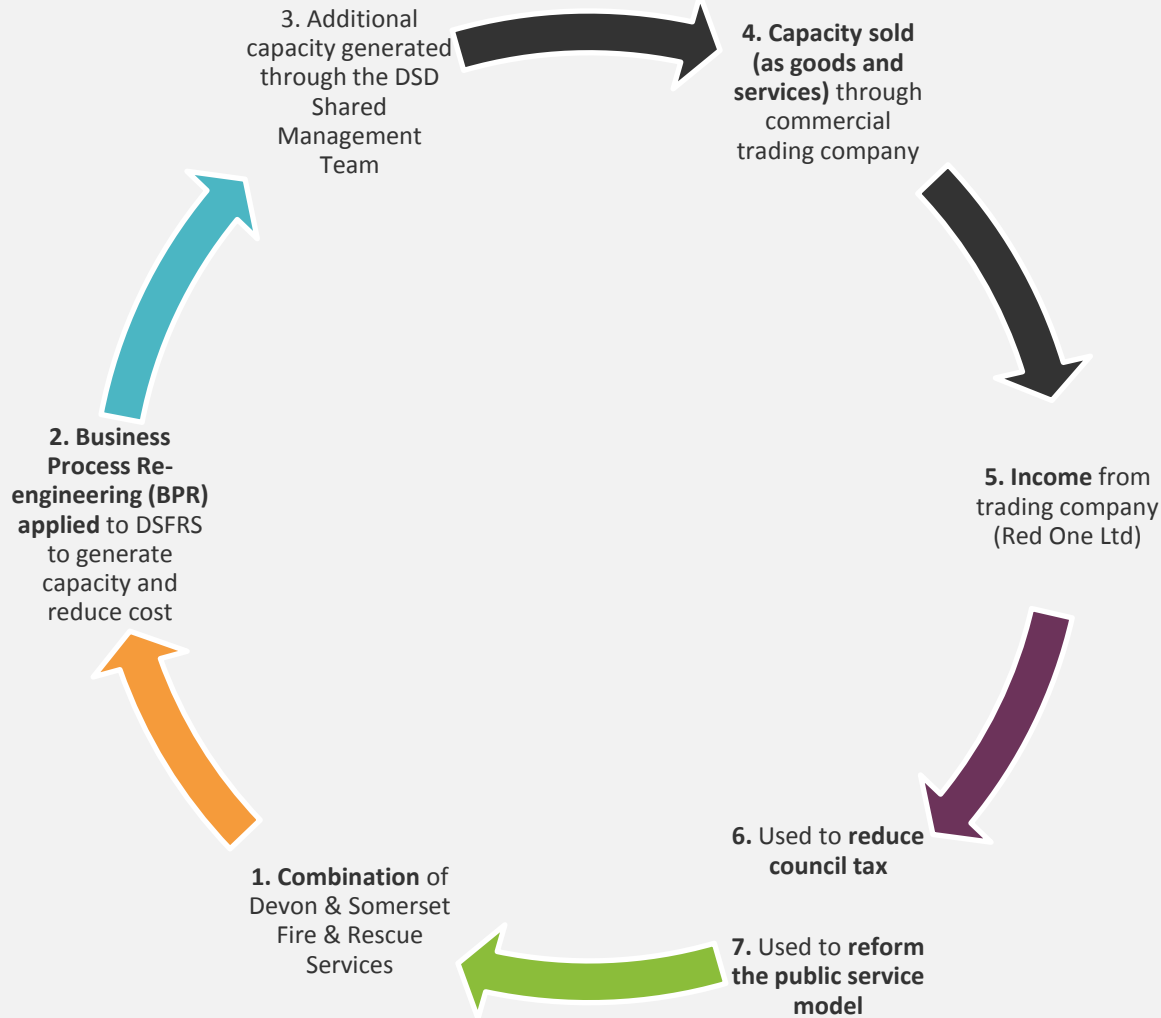 3. Additional
capacity generated
through the DSD
Shared
Management
Team
4. Capacity sold
(as goods and
services) through
commercial
trading company
2. Business
Process Re-
engineering (BPR)
applied to DSFRS
to generate
capacity and
reduce cost
5. Income from
trading company
(Red One Ltd)
6. Used to reduce
council tax
1. Combination of
Devon & Somerset
Fire & Rescue
Services
7. Used to reform
the public service
model